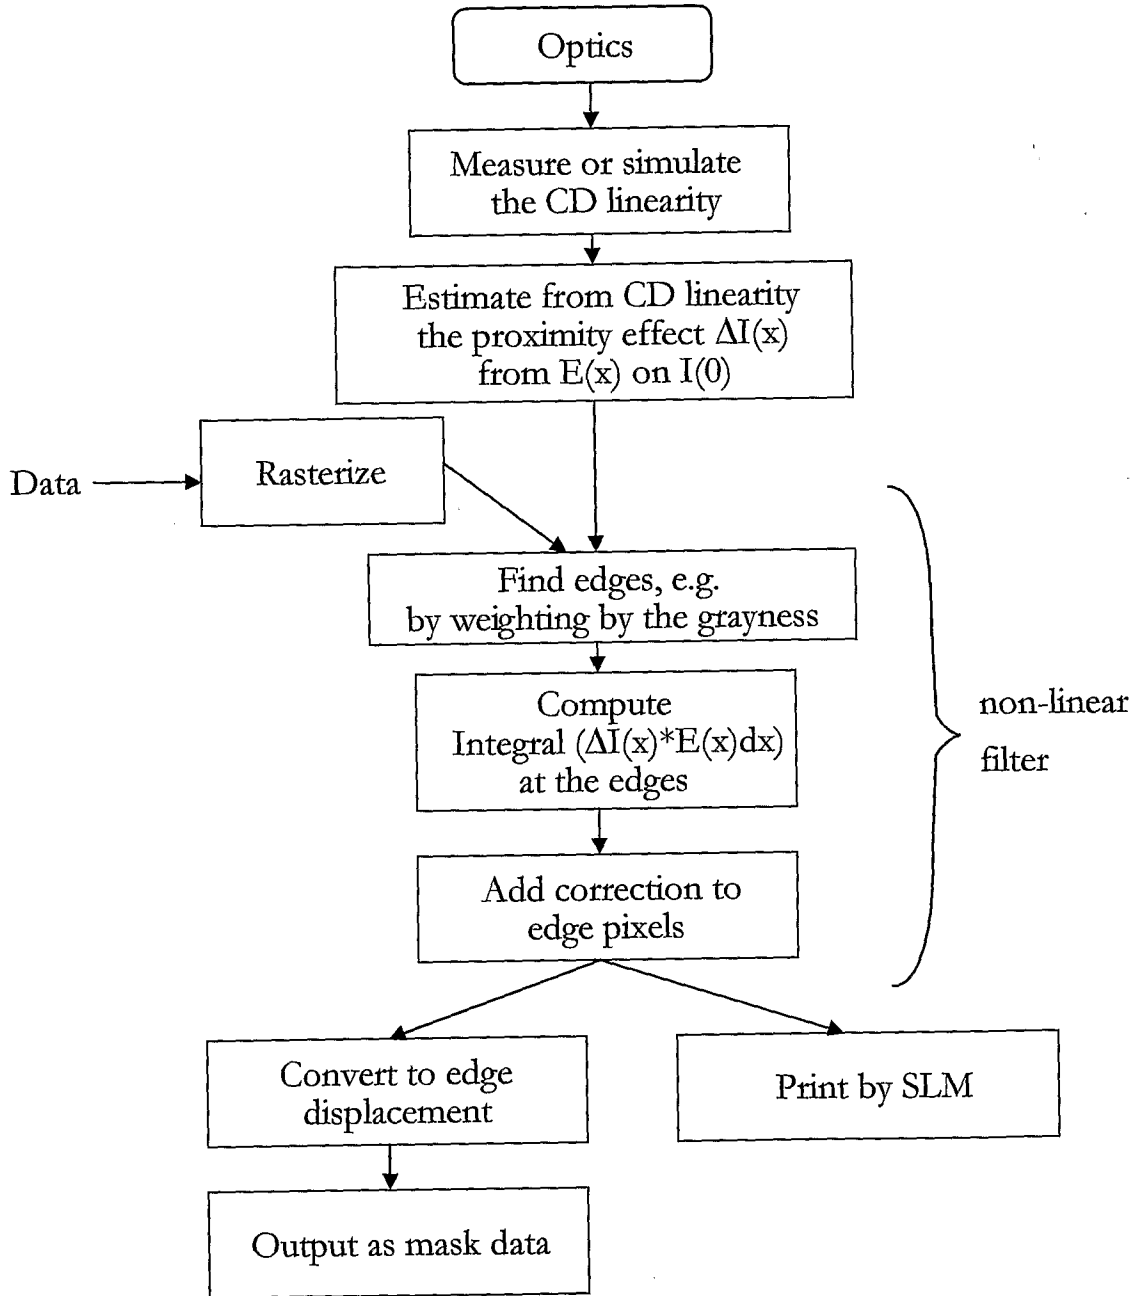 Optics
Measure or simulate
the CD linearity
Estimate from CD linearity
the proximity effect ΔI(x)
from E(x) on I(0)
Data
Rasterize
Find edges, e.g.
by weighting by the grayness
Compute
Integral (ΔI(x)*E(x)dx)
at the edges
non-linear
filter
Add correction to
edge pixels
Convert to edge
displacement
Print by SLM
Output as mask data